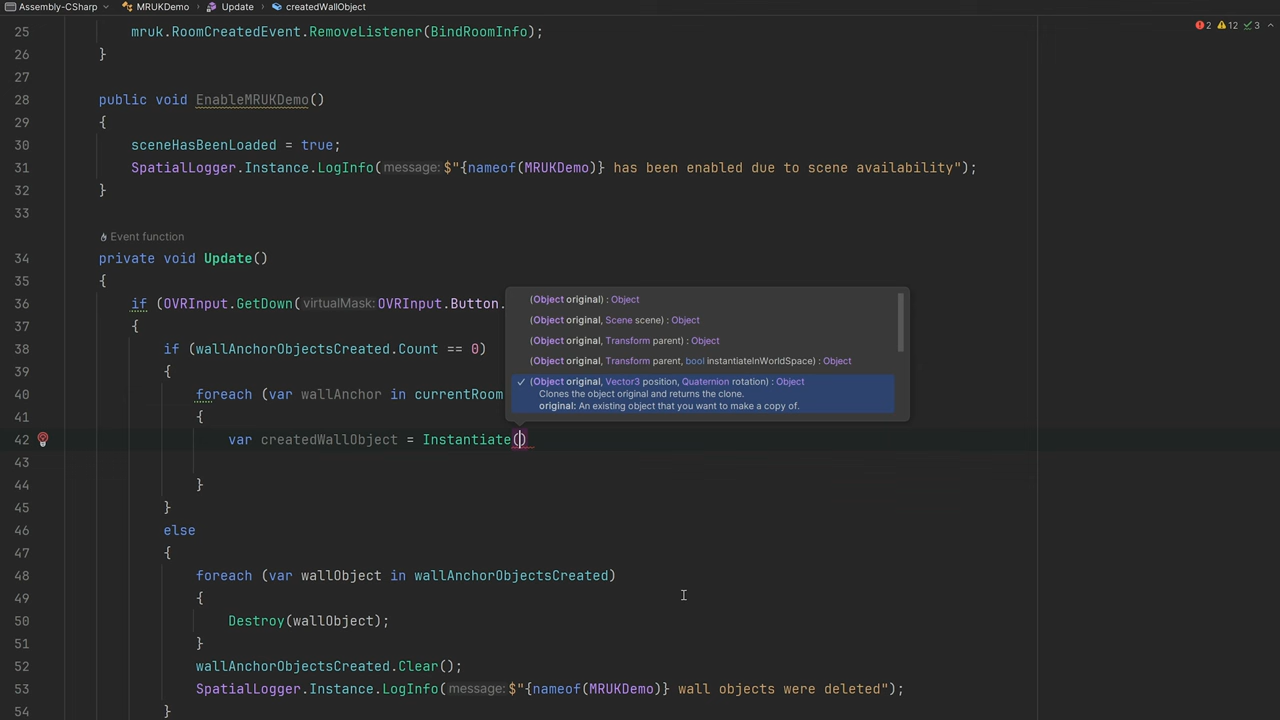 Assembly-CSharp MRUKDemo Update createdWallObject
2 12 3
25 mruk.RoomCreatedEvent.RemoveListener(BindRoomInfo);
26 }
27
28 public void EnableMRUKDemo()
29 {
30 sceneHasBeenLoaded = true;
31 SpatialLogger.Instance.LogInfo( message: $"{nameof(MRUKDemo)} has been enabled due to scene availability");
32 }
33
Event function
34 private void Update()
35 {
36 if (OVRInput.GetDown( virtualMask: OVRInput.Button.
37 {
38 if (wallAnchorObjectsCreated.Count == 0)
39 {
40 foreach (var wallAnchor in currentRoom
41 {
42 var createdWallObject = Instantiate()
43
44 }
45 }
46 else
47 {
48 foreach (var wallObject in wallAnchorObjectsCreated)
49 {
50 Destroy(wallObject);
51 }
52 wallAnchorObjectsCreated.Clear();
53 SpatialLogger.Instance.LogInfo( message: $"{nameof(MRUKDemo)} wall objects were deleted");
54 }
(Object original) : Object
(Object original, Scene scene) : Object
(Object original, Transform parent) : Object
(Object original, Transform parent, bool instantiateInWorldSpace) : Object
(Object original, Vector3 position, Quaternion rotation) : Object
Clones the object original and returns the clone.
original: An existing object that you want to make a copy of.